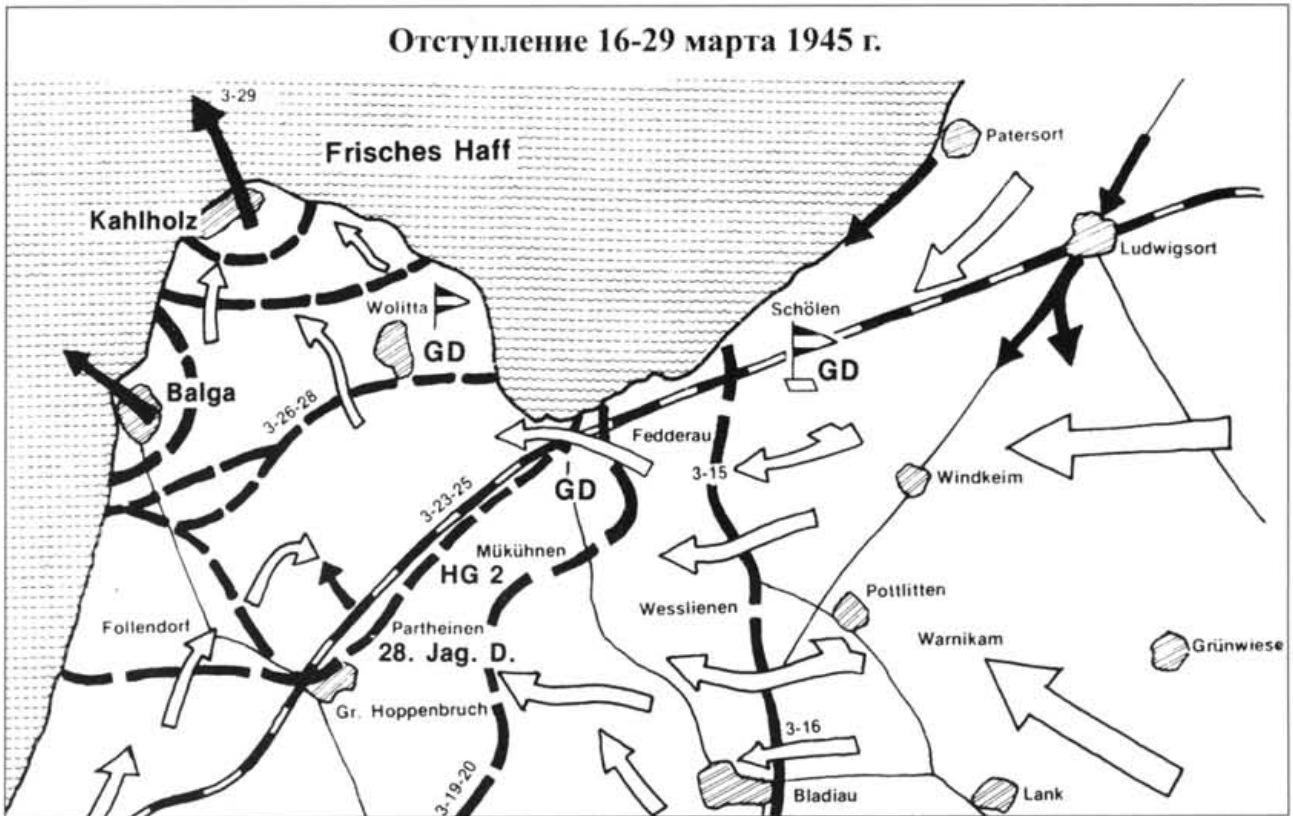 Отступление 16-29 марта 1945 г.
3-29
Frisches Haff
Patersort
Kahlholz
Ludwigsort
Wolitta
Schölen
GD
GD
Balga
3-26-28
Fedderau
3-15
Windkeim
3-23-25
GD
Mükühnen
HG 2
Wesslienen
Pottlitten
Follendorf
Partheinen
28. Jag. D.
Warnikam
Grünwiese
Gr. Hoppenbruch
3-16
3-19-20
Bladiau
Lank